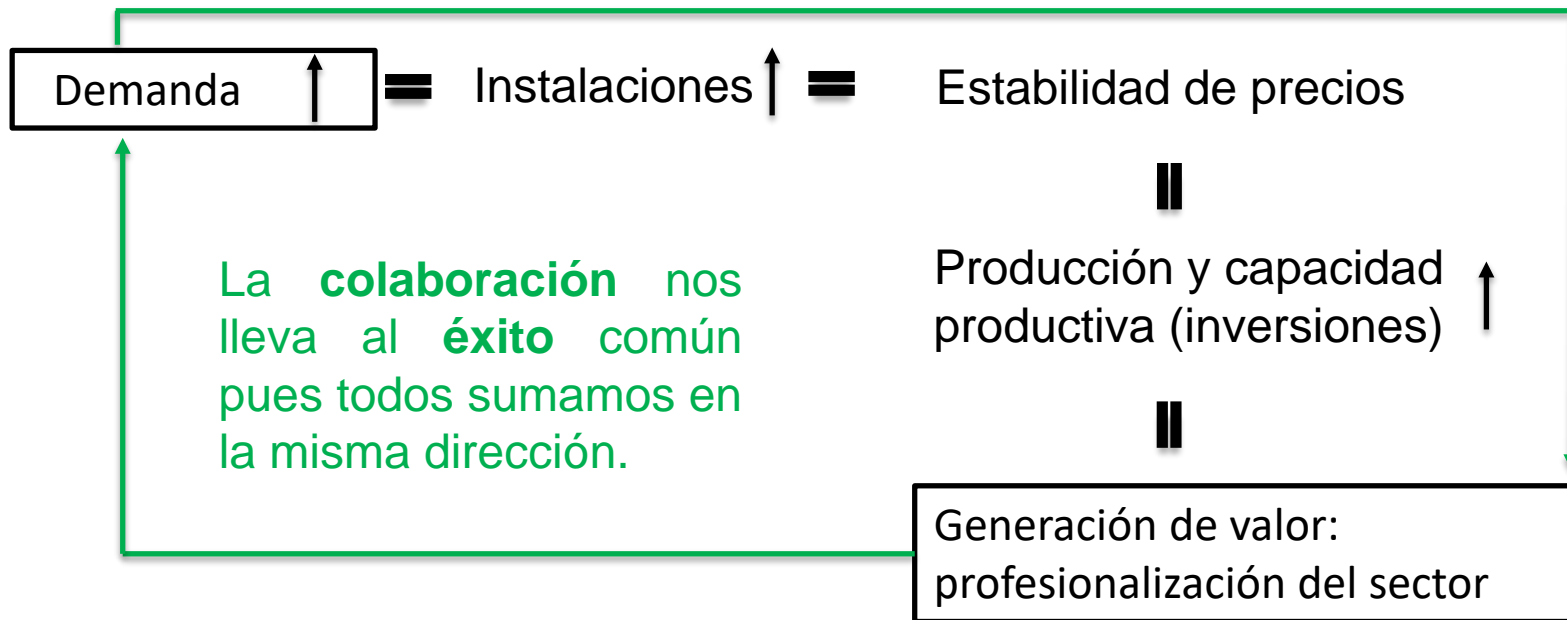 Demanda
Instalaciones
Estabilidad de precios
La colaboración nos
lleva al éxito común
pues todos sumamos en
la misma dirección.
Producción y capacidad
productiva (inversiones)
Generación de valor:
profesionalización del sector